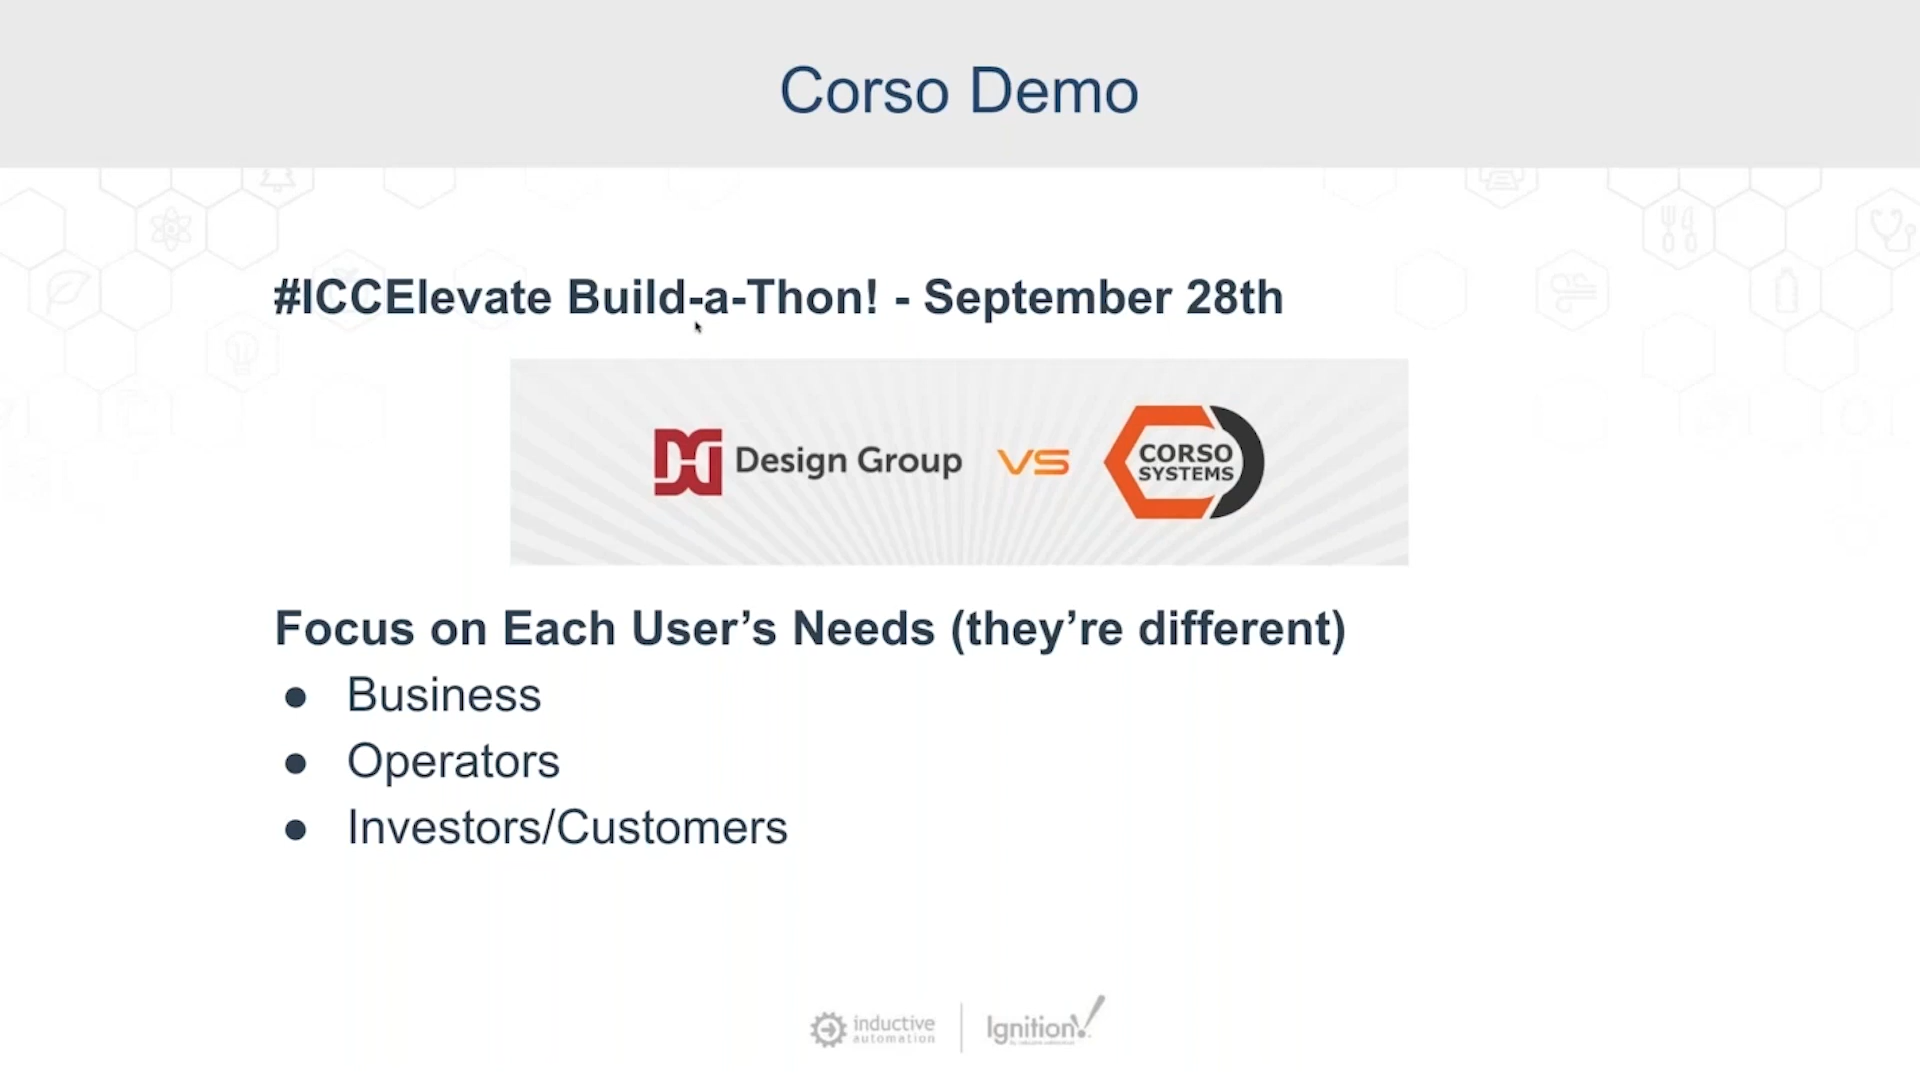 Corso Demo
#ICCElevate Build-a-Thon! - September 28th
Design Group vs CORSO SYSTEMS
Focus on Each User’s Needs (they’re different)
● Business
● Operators
● Investors/Customers
inductive automation | Ignition!